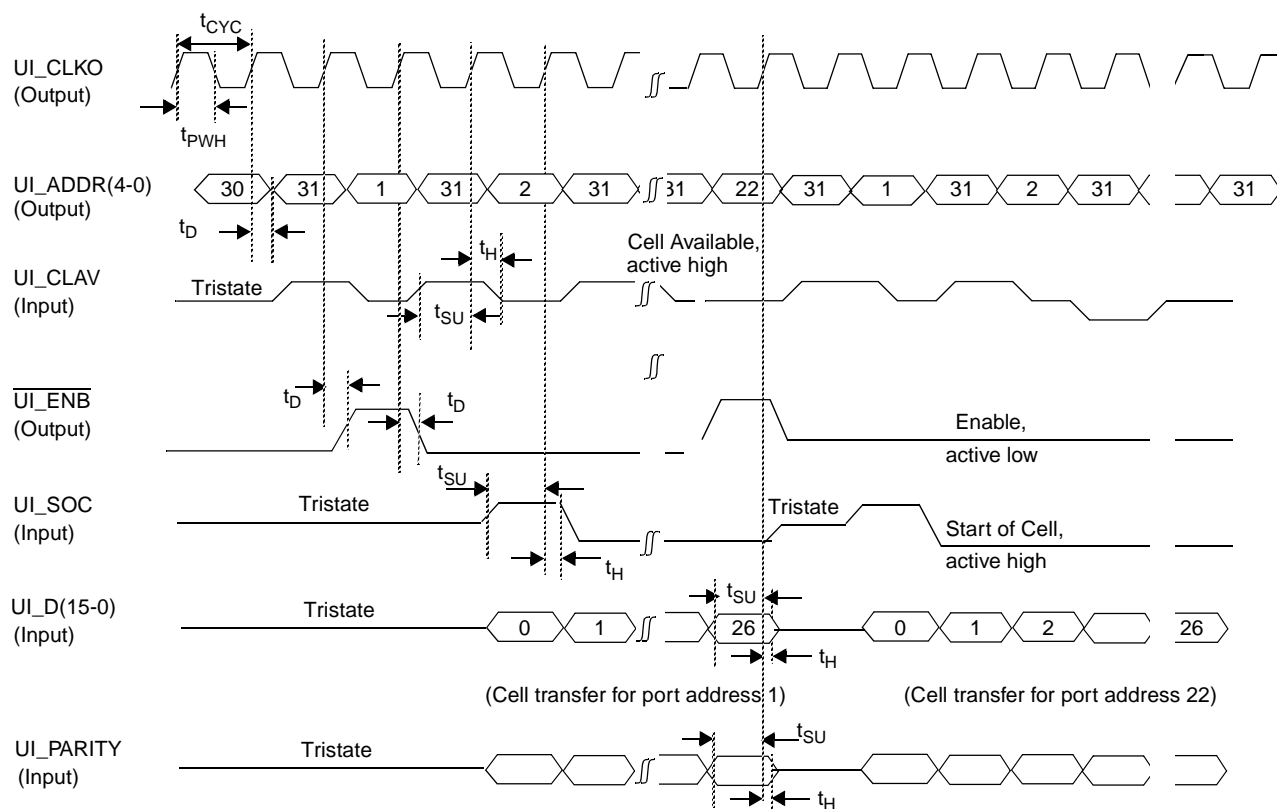 tCYC
UI_CLKO
(Output)
tPWH
UI_ADDR(4-0)
(Output)
30 31 1 31 2 31 31 22 31 1 31 2 31 31
tD
tH
Cell Available,
active high
UI_CLAV
(Input)
Tristate
tSU
UI_ENB
(Output)
tD
tD
Enable,
active low
tSU
UI_SOC
(Input)
Tristate
Tristate
Start of Cell,
active high
tH
UI_D(15-0)
(Input)
Tristate
tSU
0 1 26 0 1 2 26
tH
(Cell transfer for port address 1) (Cell transfer for port address 22)
UI_PARITY
(Input)
Tristate
tSU
tH